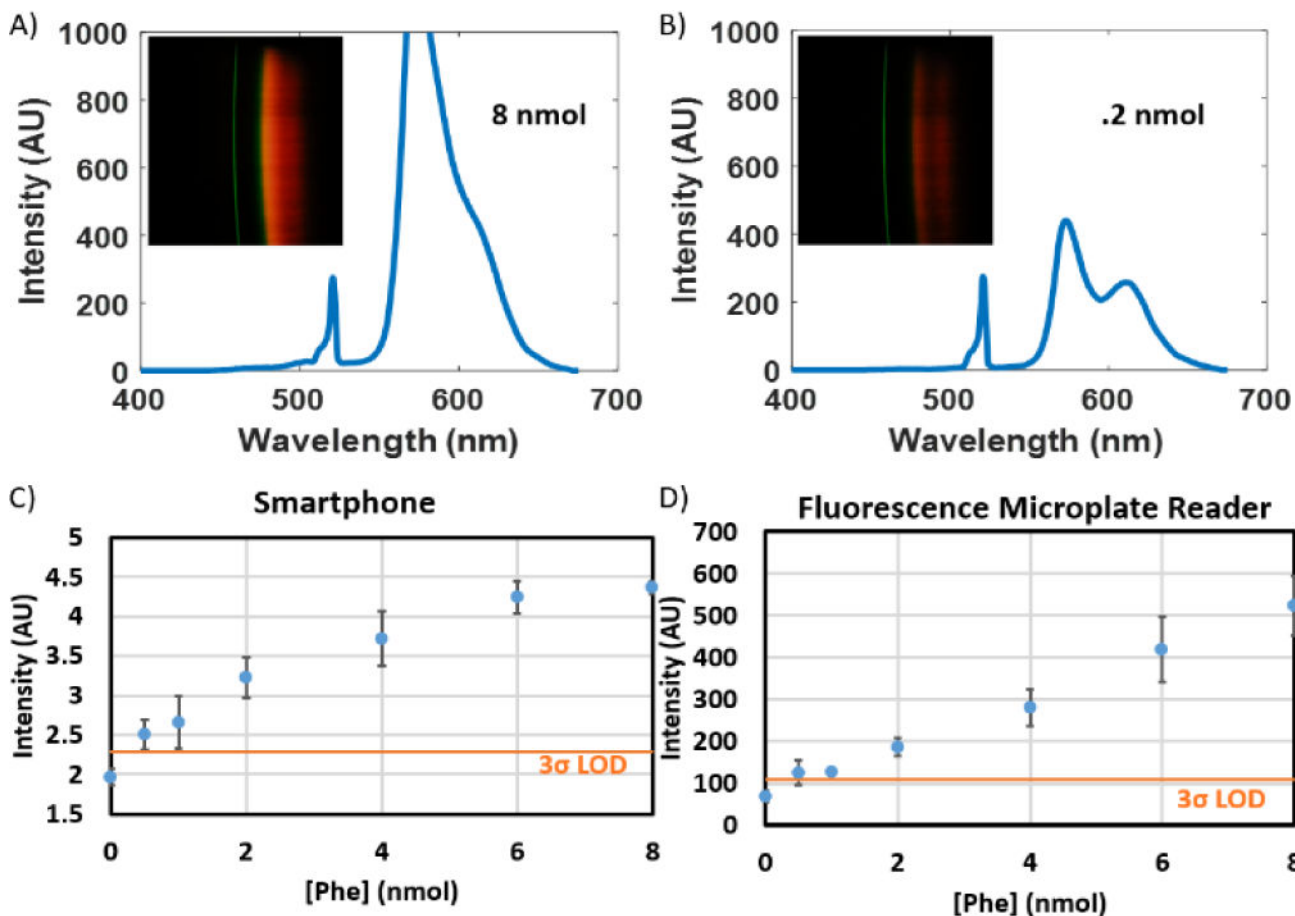 A)
1000
800
600
400
200
0
Intensity (AU)
8 nmol
400
500
600
700
Wavelength (nm)
B)
1000
800
600
400
200
0
Intensity (AU)
.2 nmol
400
500
600
700
Wavelength (nm)
C)
Smartphone
5
4.5
4
3.5
3
2.5
2
1.5
Intensity (AU)
3σ LOD
0
2
4
6
8
[Phe] (nmol)
D)
Fluorescence Microplate Reader
700
600
500
400
300
200
100
0
Intensity (AU)
3σ LOD
0
2
4
6
8
[Phe] (nmol)